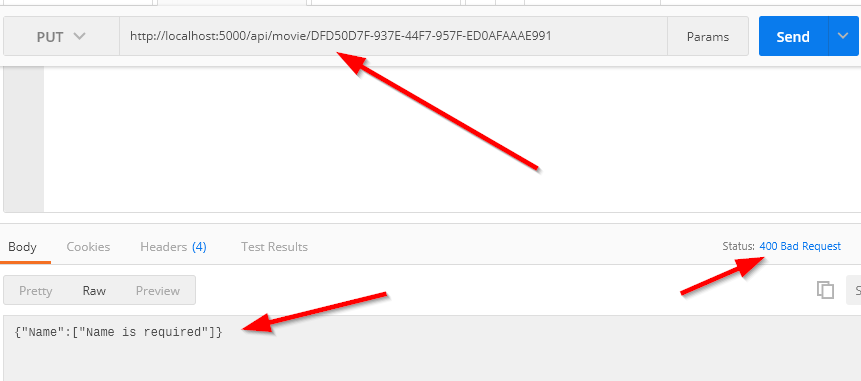 PUT http://localhost:5000/api/movie/DFD50D7F-937E-44F7-957F-ED0AFAAAE991 Params Send
Body Cookies Headers (4) Test Results Status: 400 Bad Request
Pretty Raw Preview S
{"Name":["Name is required"]}